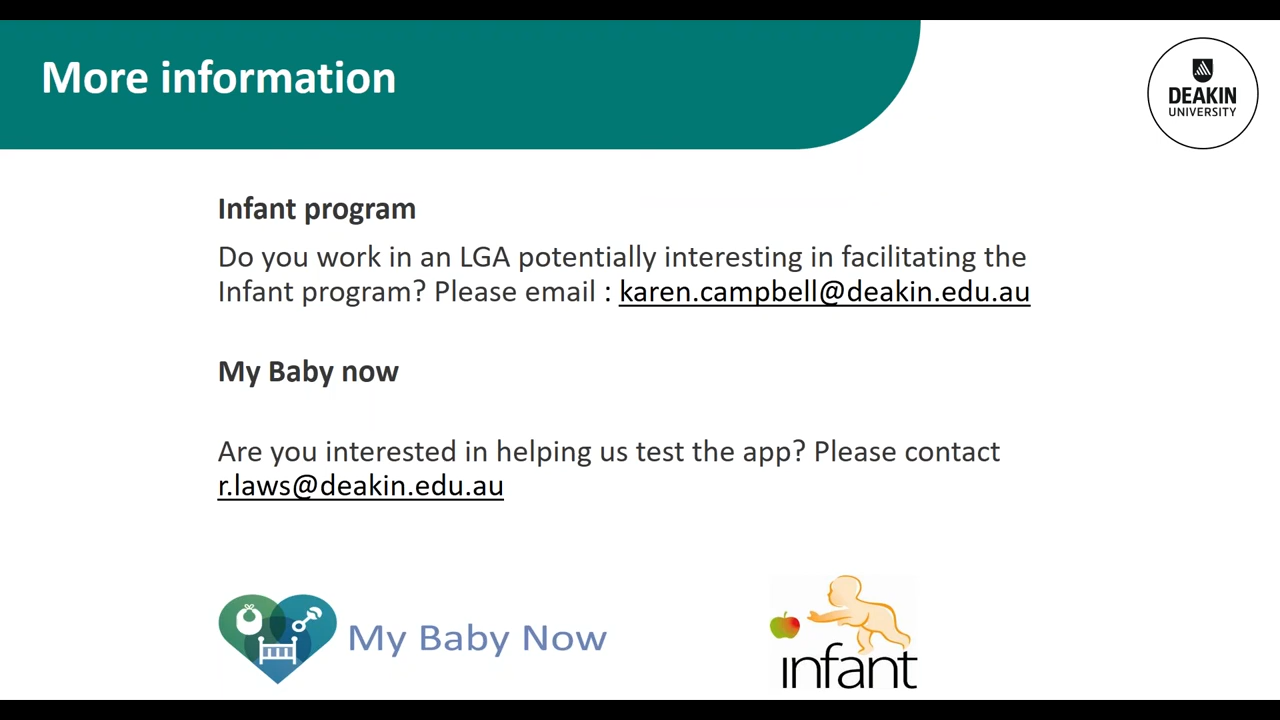 More information
DEAKIN
UNIVERSITY
Infant program
Do you work in an LGA potentially interesting in facilitating the
Infant program? Please email : karen.campbell@deakin.edu.au
My Baby now
Are you interested in helping us test the app? Please contact
r.laws@deakin.edu.au
My Baby Now
infant